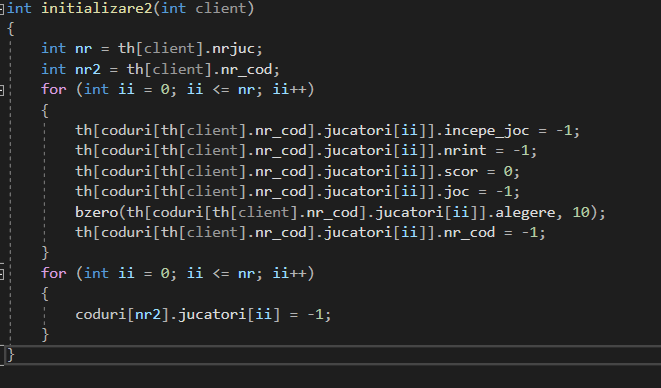 int initializare2(int client)
{
    int nr = th[client].nrjuc;
    int nr2 = th[client].nr_cod;
    for (int ii = 0; ii <= nr; ii++)
    {
        th[coduri[th[client].nr_cod].jucatori[ii]].incepe_joc = -1;
        th[coduri[th[client].nr_cod].jucatori[ii]].nrint = -1;
        th[coduri[th[client].nr_cod].jucatori[ii]].scor = 0;
        th[coduri[th[client].nr_cod].jucatori[ii]].joc = -1;
        bzero(th[coduri[th[client].nr_cod].jucatori[ii]].alegere, 10);
        th[coduri[th[client].nr_cod].jucatori[ii]].nr_cod = -1;
    }
    for (int ii = 0; ii <= nr; ii++)
    {
        coduri[nr2].jucatori[ii] = -1;
    }
}